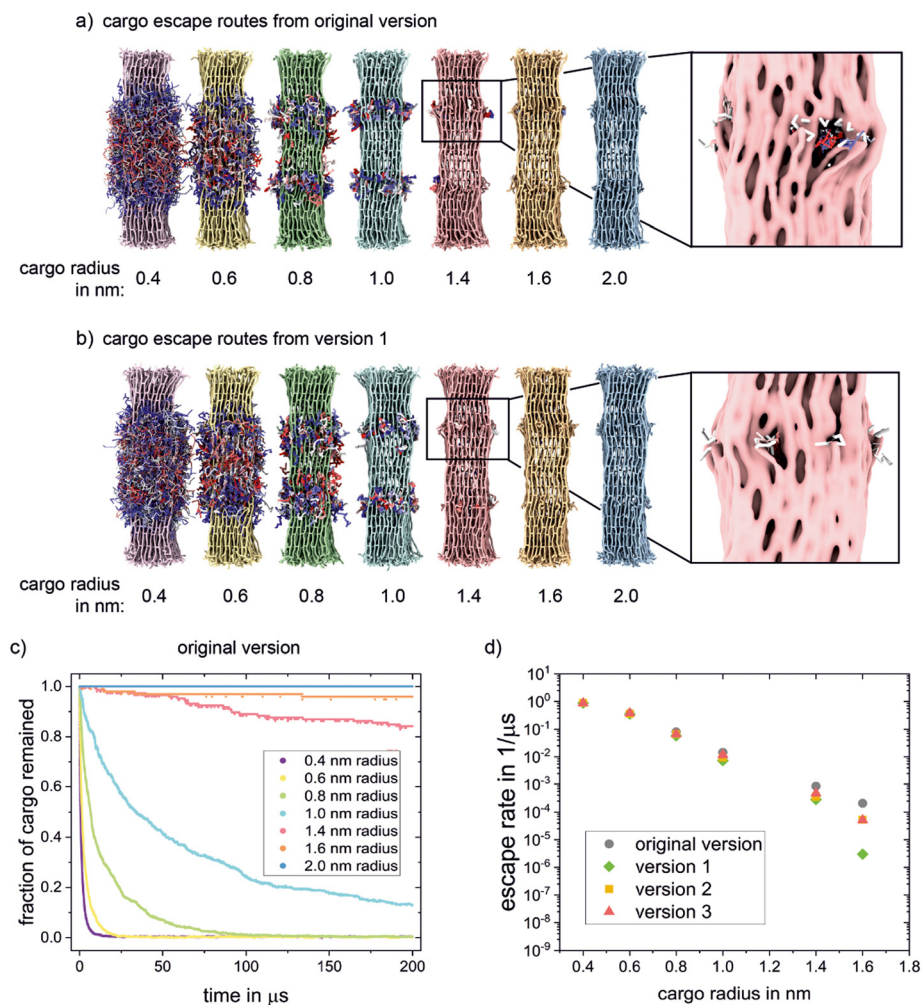 a) cargo escape routes from original version
cargo radius
in nm: 0.4 0.6 0.8 1.0 1.4 1.6 2.0
b) cargo escape routes from version 1
cargo radius
in nm: 0.4 0.6 0.8 1.0 1.4 1.6 2.0
c) original version
fraction of cargo remained
1.0
0.8
0.6
0.4
0.2
0.0
0.4 nm radius
0.6 nm radius
0.8 nm radius
1.0 nm radius
1.4 nm radius
1.6 nm radius
2.0 nm radius
0 50 100 150 200
time in μs
d)
escape rate in 1/μs
10¹
10⁰
10⁻¹
10⁻²
10⁻³
10⁻⁴
10⁻⁵
10⁻⁶
10⁻⁷
10⁻⁸
10⁻⁹
original version
version 1
version 2
version 3
0.4 0.6 0.8 1.0 1.2 1.4 1.6 1.8
cargo radius in nm